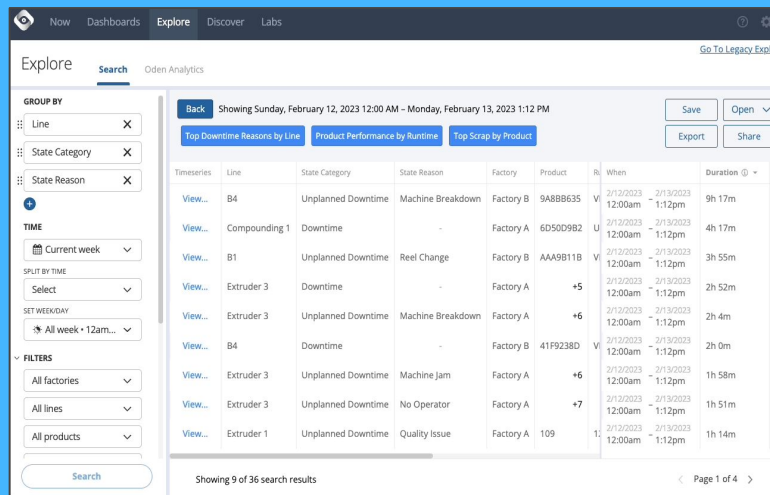 Now Dashboards Explore Discover Labs
Go To Legacy Expl
Explore Search Oden Analytics
GROUP BY
Line
State Category
State Reason
TIME
Current week
SPLIT BY TIME
Select
SET WEEK/DAY
All week • 12am...
FILTERS
All factories
All lines
All products
Search
Back Showing Sunday, February 12, 2023 12:00 AM – Monday, February 13, 2023 1:12 PM
Save Open
Top Downtime Reasons by Line Product Performance by Runtime Top Scrap by Product
Export Share
Timeseries Line State Category State Reason Factory Product Ru When Duration
View... B4 Unplanned Downtime Machine Breakdown Factory B 9A8BB635 VI 2/12/2023 12:00am – 2/13/2023 1:12pm 9h 17m
View... Compounding 1 Downtime - Factory A 6D50D9B2 U 2/12/2023 12:00am – 2/13/2023 1:12pm 4h 17m
View... B1 Unplanned Downtime Reel Change Factory B AAA9B11B VI 2/12/2023 12:00am – 2/13/2023 1:12pm 3h 55m
View... Extruder 3 Downtime - Factory A +5 2/12/2023 12:00am – 2/13/2023 1:12pm 2h 52m
View... Extruder 3 Unplanned Downtime Machine Breakdown Factory A +6 2/12/2023 12:00am – 2/13/2023 1:12pm 2h 4m
View... B4 Downtime - Factory B 41F9238D VI 2/12/2023 12:00am – 2/13/2023 1:12pm 2h 0m
View... Extruder 3 Unplanned Downtime Machine Jam Factory A +6 2/12/2023 12:00am – 2/13/2023 1:12pm 1h 58m
View... Extruder 3 Unplanned Downtime No Operator Factory A +7 2/12/2023 12:00am – 2/13/2023 1:12pm 1h 51m
View... Extruder 1 Unplanned Downtime Quality Issue Factory A 109 1 2/12/2023 12:00am – 2/13/2023 1:12pm 1h 14m
Showing 9 of 36 search results
Page 1 of 4